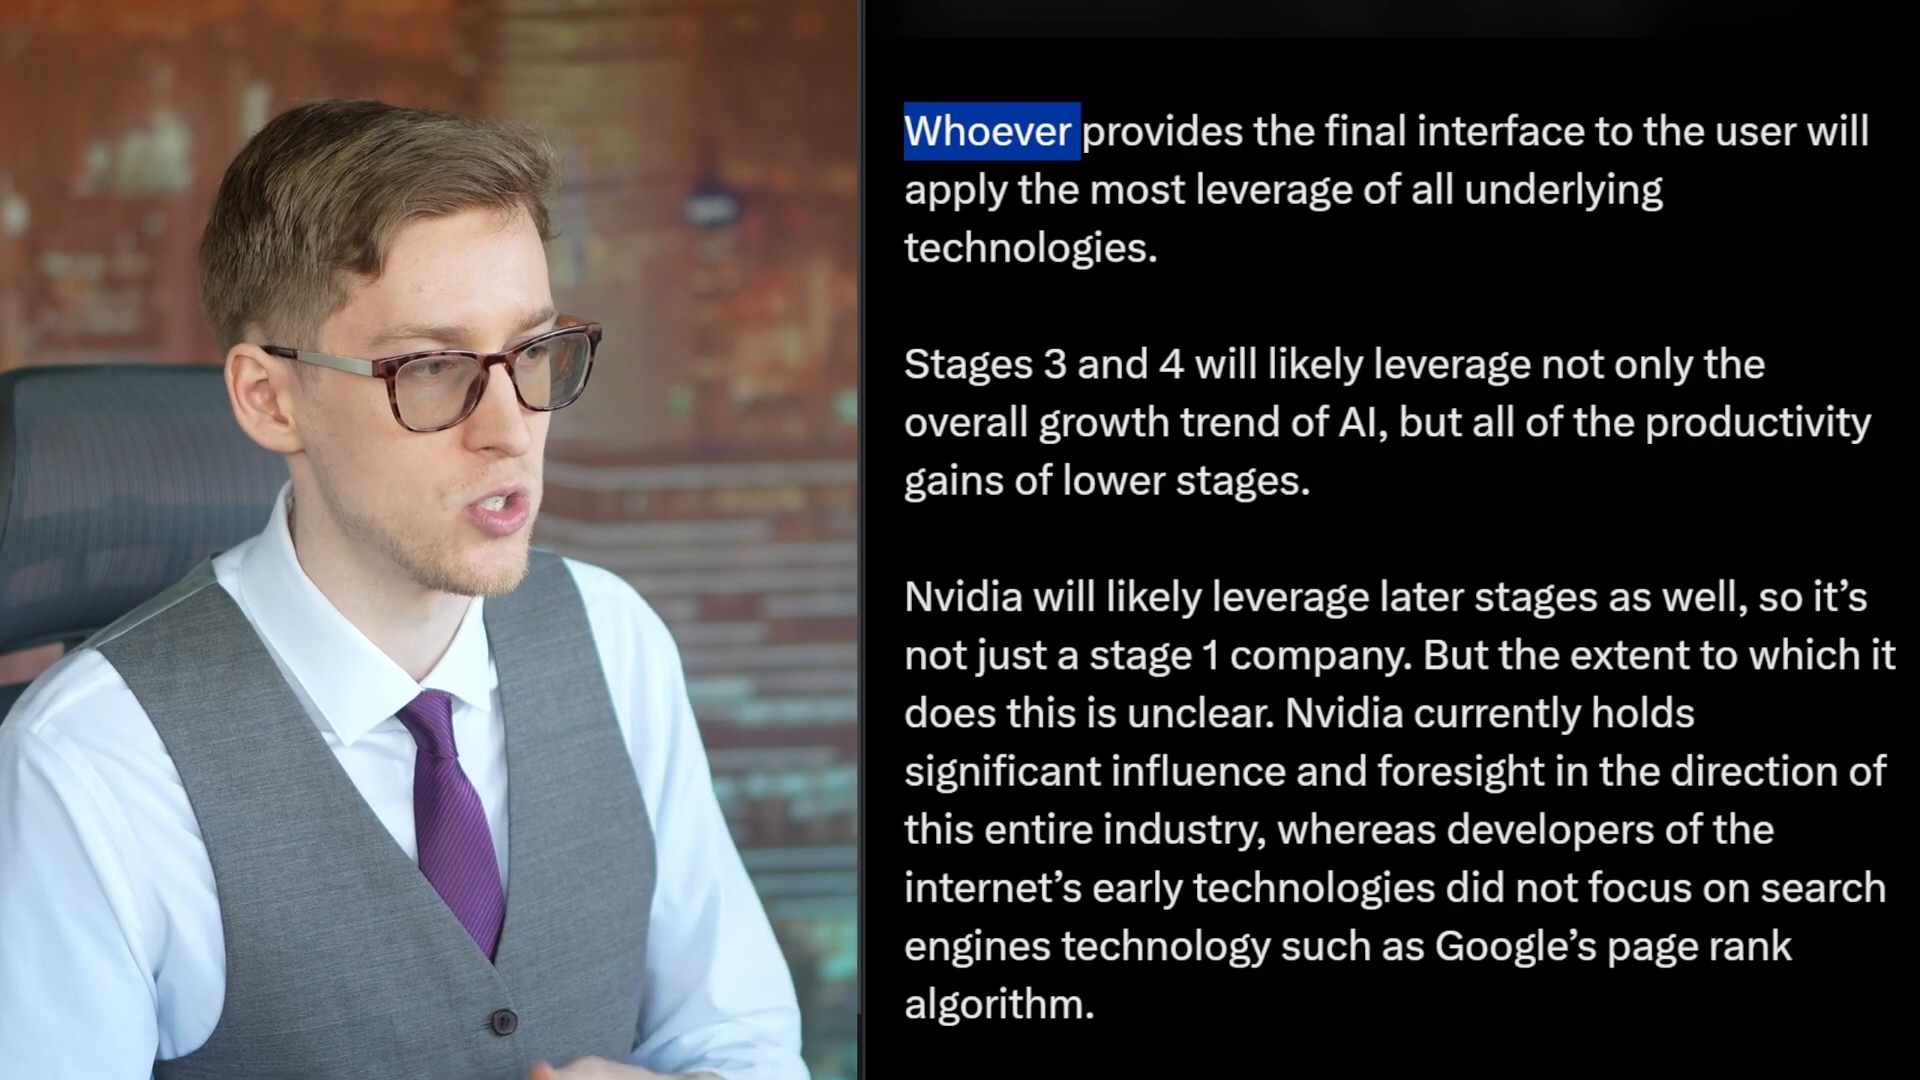 Whoever provides the final interface to the user will
apply the most leverage of all underlying
technologies.
Stages 3 and 4 will likely leverage not only the
overall growth trend of AI, but all of the productivity
gains of lower stages.
Nvidia will likely leverage later stages as well, so it’s
not just a stage 1 company. But the extent to which it
does this is unclear. Nvidia currently holds
significant influence and foresight in the direction of
this entire industry, whereas developers of the
internet’s early technologies did not focus on search
engines technology such as Google’s page rank
algorithm.